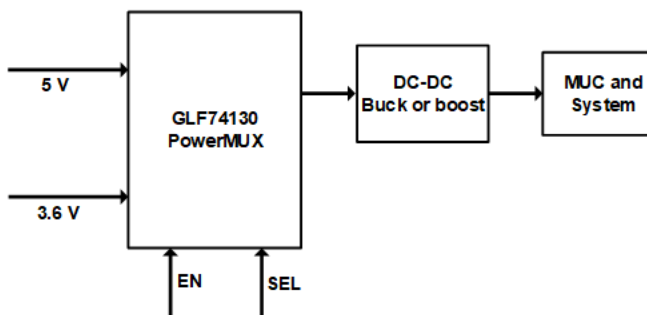 5 V
3.6 V
GLF74130
PowerMUX
EN
SEL
DC-DC
Buck or boost
MUC and
System